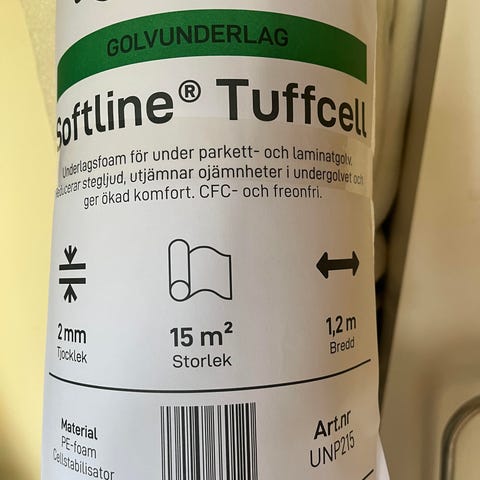 GOLVUNDERLAG
Softline® Tuffcell
Underlagsfoam för under parkett- och laminatgolv.
Reducerar stegljud, utjämnar ojämnheter i undergolvet och
ger ökad komfort. CFC- och freonfri.
2 mm
Tjocklek
15 m²
Storlek
1,2 m
Bredd
Material
PE-foam
Cellstabilisator
Art.nr
UNP215